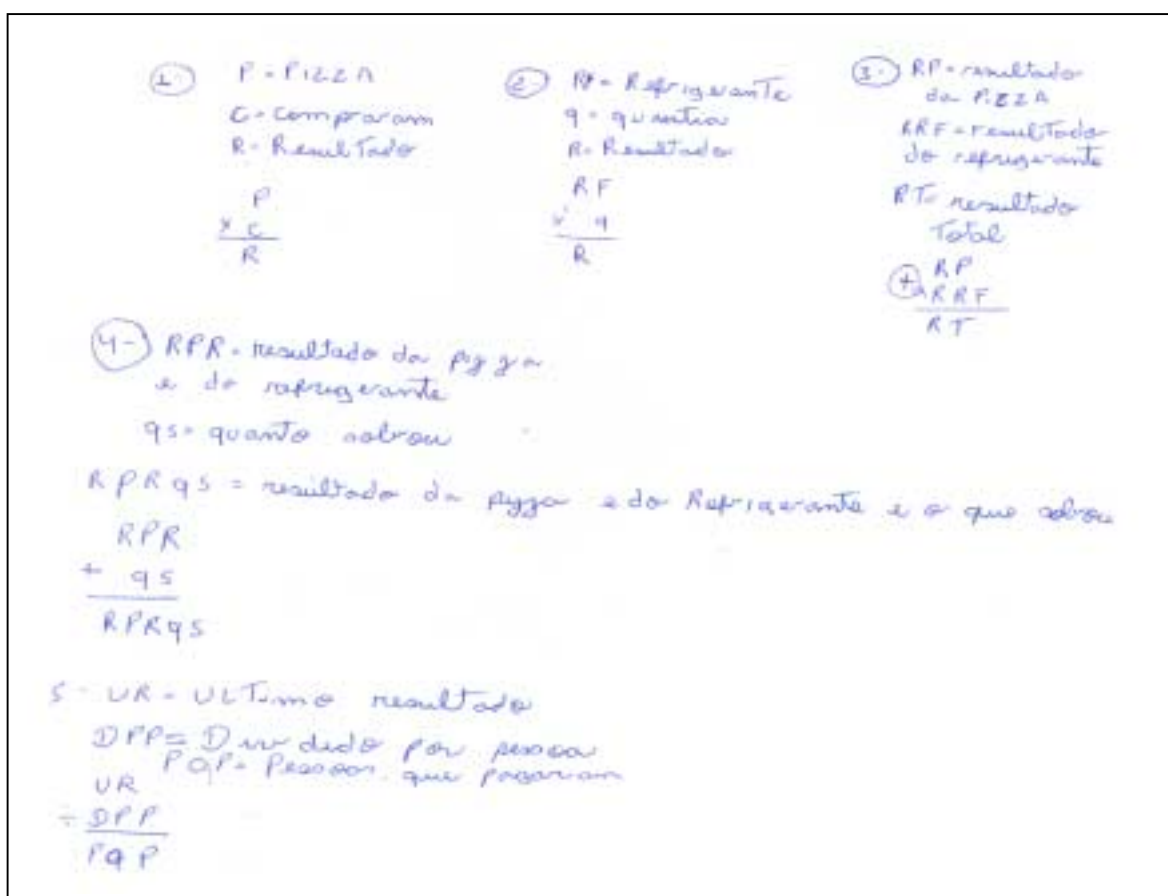 1- P = PIZZA
C = Compraram
R = Resultado
P
x C
R
2- RF = Refrigerante
q = quantia
R = Resultado
RF
x q
R
3- RP = resultado
da PIZZA
RRF = resultado
do refrigerante
RT = resultado
Total
RP
+ RRF
RT
4- RPR = resultado da pizza
e do refrigerante
qs = quanto sobrou
RPRqs = resultado da pyzza e do Refrigerante e o que sobrou
RPR
+ qs
RPRqs
5 - UR = ULTimo resultado
DPP = Dividido por pessoa
PQP = Pessoas que pagaram
UR
÷ DPP
PQP